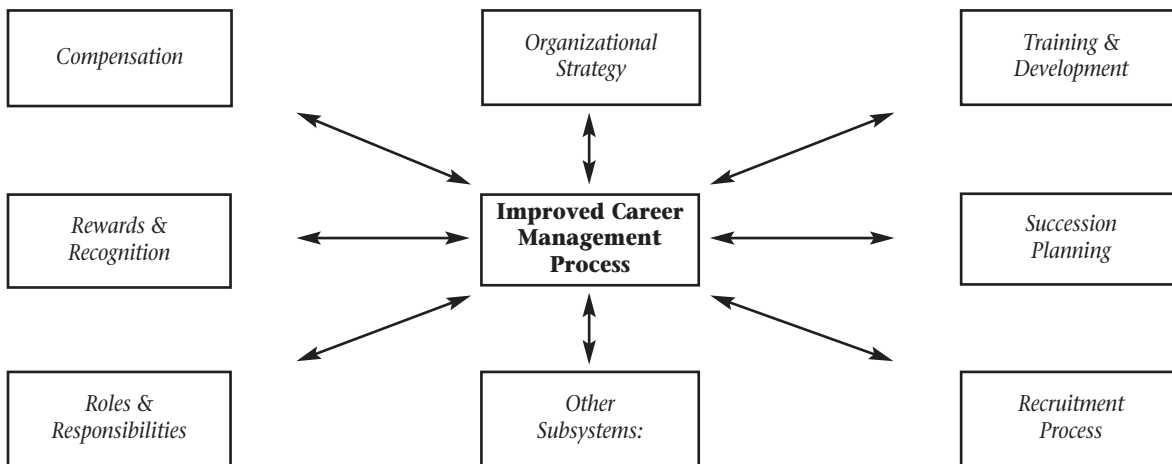 Compensation
Organizational
Strategy
Training &
Development
Rewards &
Recognition
Improved Career
Management
Process
Succession
Planning
Roles &
Responsibilities
Other
Subsystems:
Recruitment
Process